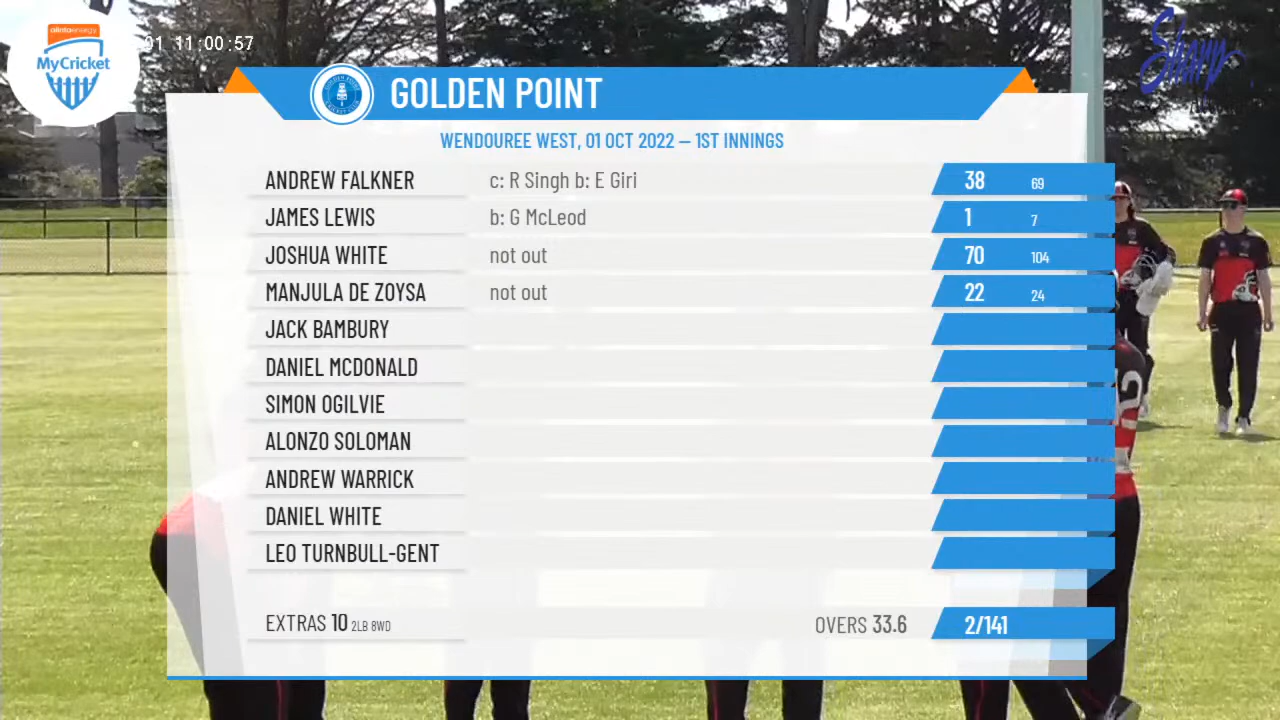 alintaenergy
MyCricket
01 11:00:57
Sharp
GOLDEN POINT
WENDOUREE WEST, 01 OCT 2022 – 1ST INNINGS
ANDREW FALKNER c: R Singh b: E Giri 38 69
JAMES LEWIS b: G McLeod 1 7
JOSHUA WHITE not out 70 104
MANJULA DE ZOYSA not out 22 24
JACK BAMBURY
DANIEL MCDONALD
SIMON OGILVIE
ALONZO SOLOMAN
ANDREW WARRICK
DANIEL WHITE
LEO TURNBULL-GENT
EXTRAS 10 2LB 8WD OVERS 33.6 2/141